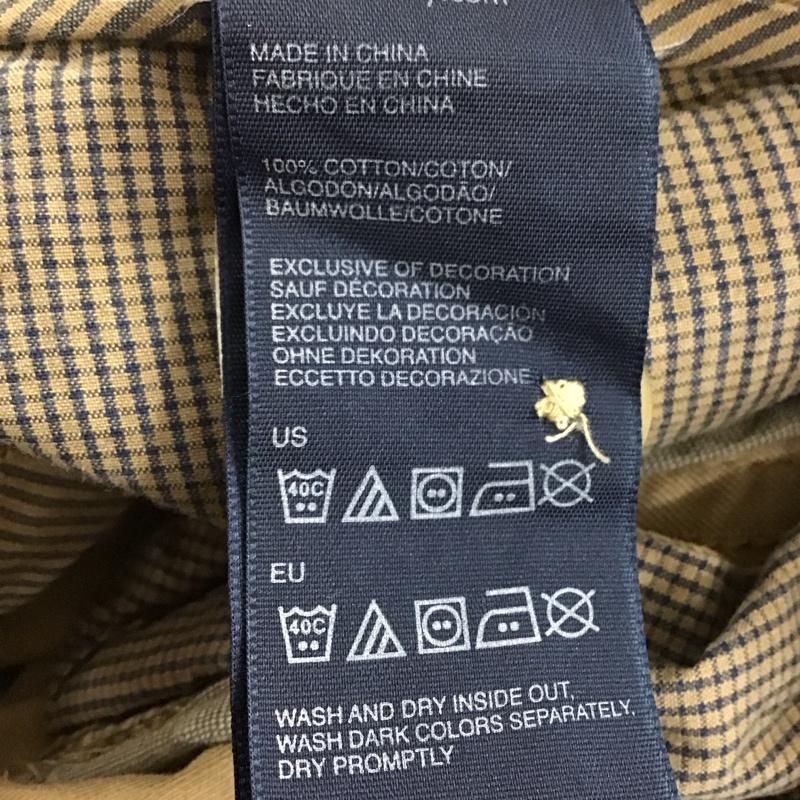 MADE IN CHINA
FABRIQUE EN CHINE
HECHO EN CHINA
100% COTTON/COTON/
ALGODÓN/ALGODÃO/
BAUMWOLLE/COTONE
EXCLUSIVE OF DECORATION
SAUF DÉCORATION
EXCLUYE LA DECORACIÓN
EXCLUINDO DECORAÇÃO
OHNE DEKORATION
ECCETTO DECORAZIONE
US
40C
EU
40C
WASH AND DRY INSIDE OUT,
WASH DARK COLORS SEPARATELY,
DRY PROMPTLY